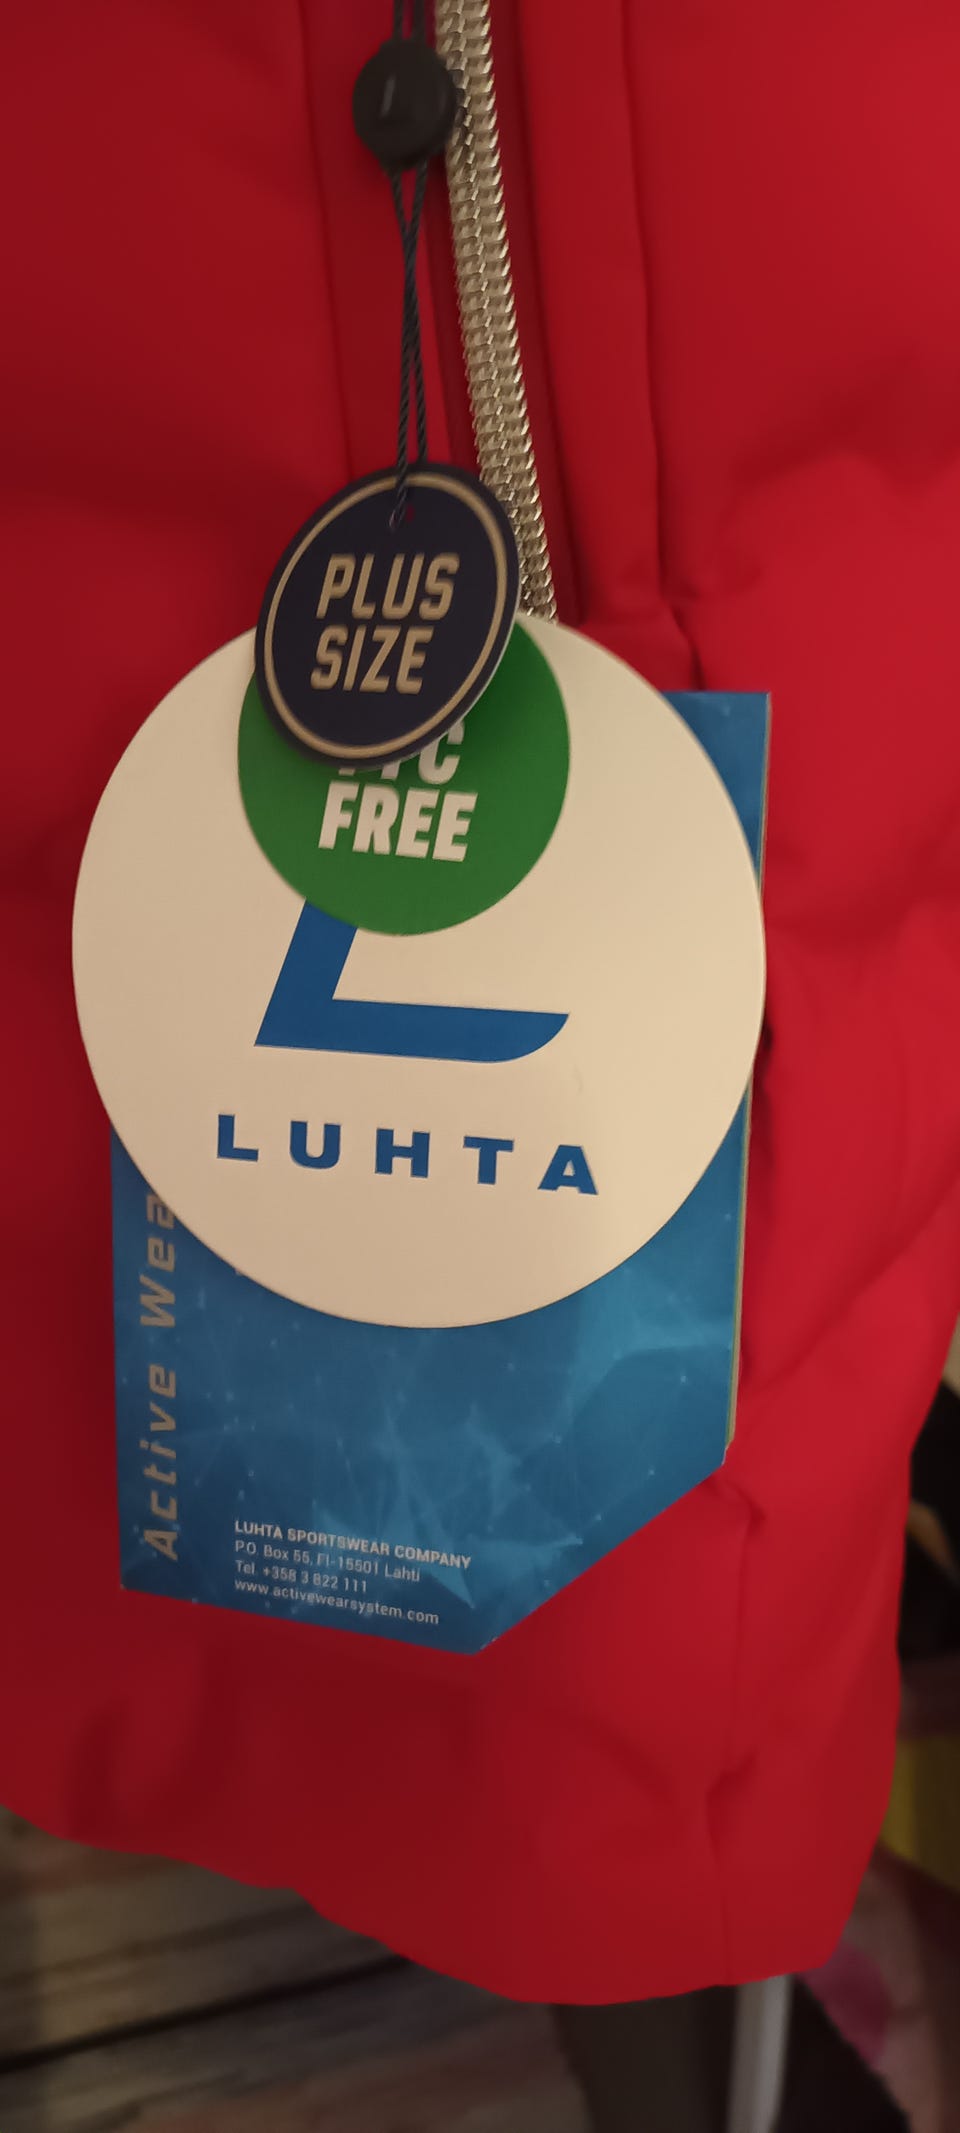 PLUS
SIZE
FREE
LUHTA
Active
LUHTA SPORTSWEAR COMPANY
P.O. Box 55, FI-15501 Lahti
Tel. +358 3 822 111
www.activewearsystem.com